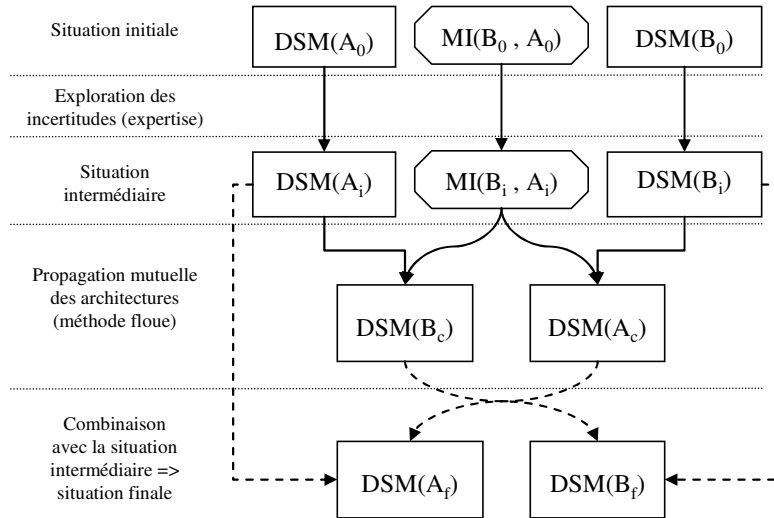 Situation initiale
DSM(A0)
MI(B0 , A0)
DSM(B0)
Exploration des
incertitudes (expertise)
Situation
intermédiaire
DSM(Ai)
MI(Bi , Ai)
DSM(Bi)
Propagation mutuelle
des architectures
(méthode floue)
DSM(Bc)
DSM(Ac)
Combinaison
avec la situation
intermédiaire =>
situation finale
DSM(Af)
DSM(Bf)